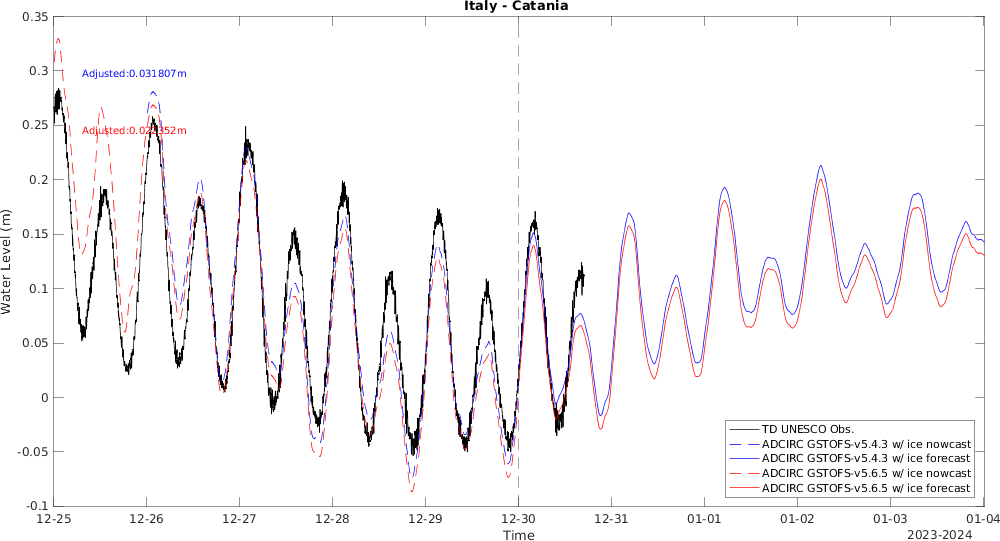 Italy - Catania
0.35
0.3
0.25
0.2
0.15
0.1
0.05
0
-0.05
-0.1
Water Level (m)
Adjusted:0.031807m
TD UNESCO Obs.
ADCIRC GSTOFS-v5.4.3 w/ ice nowcast
ADCIRC GSTOFS-v5.4.3 w/ ice forecast
ADCIRC GSTOFS-v5.6.5 w/ ice nowcast
ADCIRC GSTOFS-v5.6.5 w/ ice forecast
12-25 12-26 12-27 12-28 12-29 12-30 12-31 01-01 01-02 01-03 01-04
Time
2023-2024